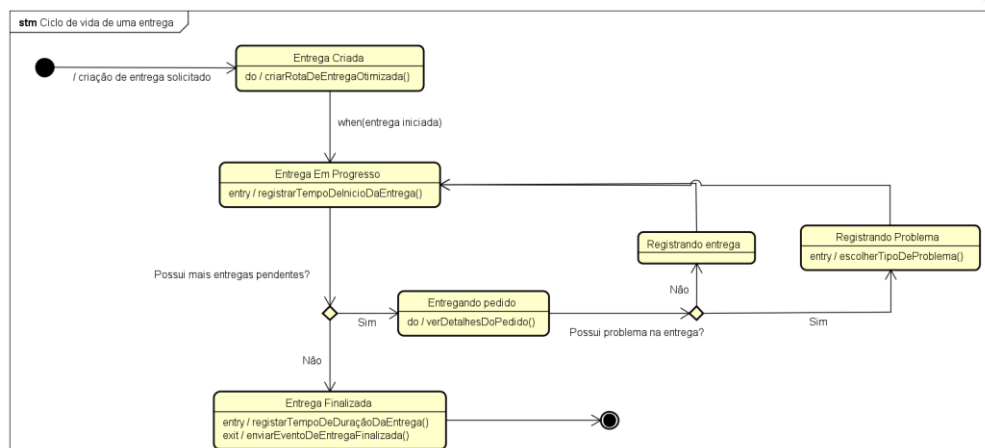 stm Ciclo de vida de uma entrega
Entrega Criada
do / criarRotaDeEntregaOtimizada()
/ criação de entrega solicitado
when(entrega iniciada)
Entrega Em Progresso
entry / registrarTempoDeInicioDaEntrega()
Registrando entrega
Registrando Problema
entry / escolherTipoDeProblema()
Possui mais entregas pendentes?
Não
Entregando pedido
do / verDetalhesDoPedido()
Sim
Possui problema na entrega?
Sim
Não
Entrega Finalizada
entry / registarTempoDeDuraçãoDaEntrega()
exit / enviarEventoDeEntregaFinalizada()